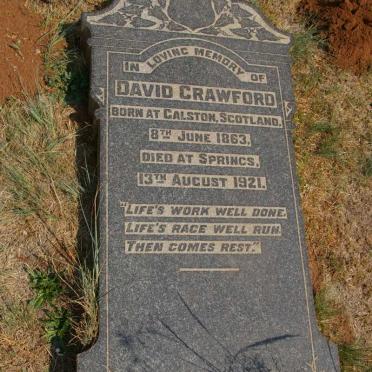 IN LOVING MEMORY OF
DAVID CRAWFORD
BORN AT GALSTON, SCOTLAND,
8TH JUNE 1863.
DIED AT SPRINGS,
13TH AUGUST 1921.
"LIFE'S WORK WELL DONE.
LIFE'S RACE WELL RUN.
THEN COMES REST."